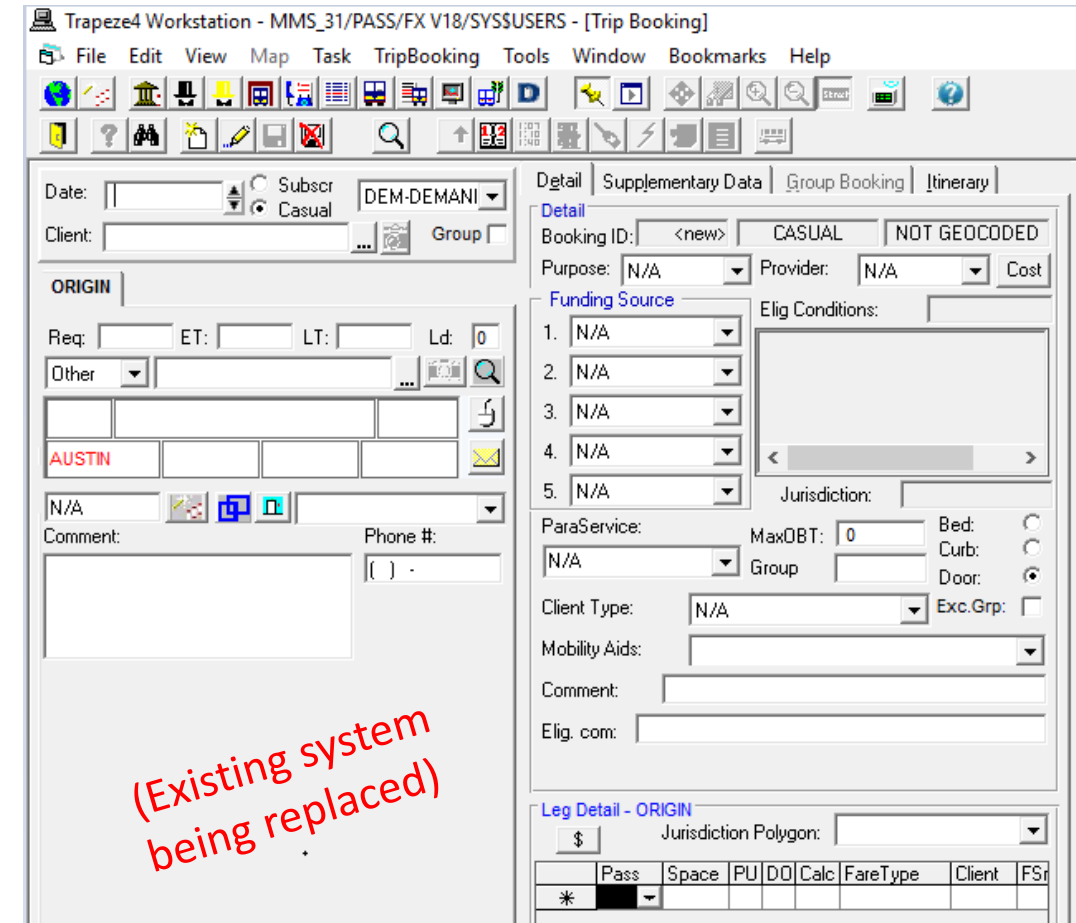 Trapeze4 Workstation - MMS_31/PASS/FX V18/SYS$USERS - [Trip Booking]
File Edit View Map Task TripBooking Tools Window Bookmarks Help
Date: Subscr Casual DEM-DEMANI
Client: ... Group
ORIGIN
Req: ET: LT: Ld: 0
Other ...
AUSTIN
N/A
Comment: Phone #:
( ) -
(Existing system
being replaced)
Detail Supplementary Data Group Booking Itinerary
Detail
Booking ID: <new> CASUAL NOT GEOCODED
Purpose: N/A Provider: N/A Cost
Funding Source Elig Conditions:
1. N/A
2. N/A
3. N/A
4. N/A
5. N/A Jurisdiction:
ParaService: MaxOBT: 0 Bed:
Curb:
N/A Group Door:
Client Type: N/A Exc.Grp:
Mobility Aids:
Comment:
Elig. com:
Leg Detail - ORIGIN
$ Jurisdiction Polygon:
Pass Space PU DO Calc FareType Client FSr